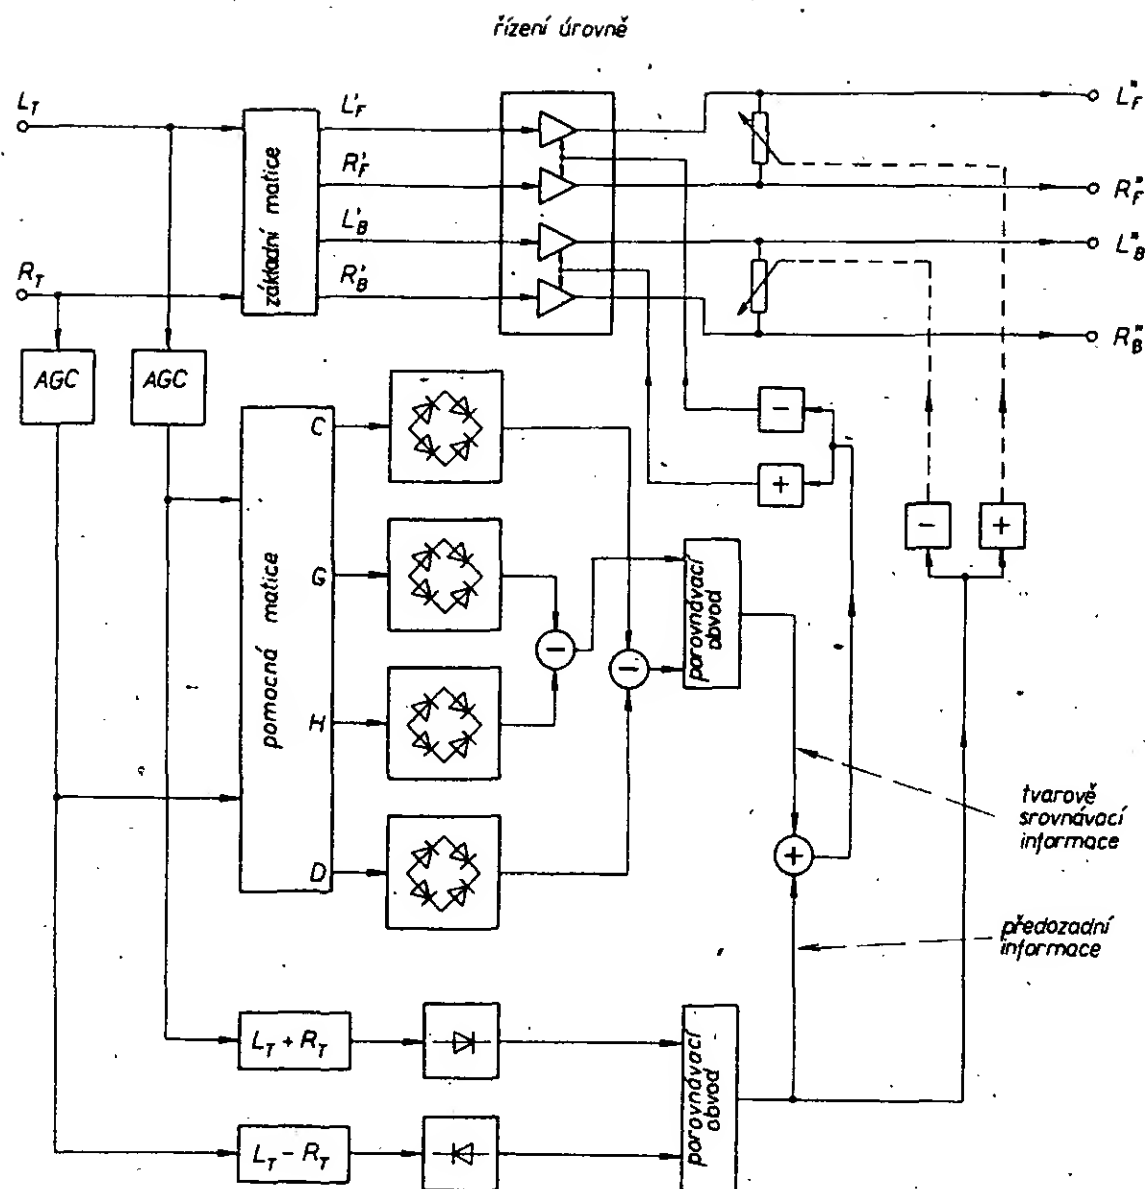 řízení úrovně
L_T
L'_F
L"_F
R'_F
R"_F
základní matice
L'_B
L"_B
R_T
R'_B
R"_B
AGC
AGC
C
-
+
-
+
G
pomocná matice
porovnávací
obvod
-
-
H
tvarově
srovnávací
informace
D
+
předozadní
informace
L_T + R_T
porovnávací
obvod
L_T - R_T